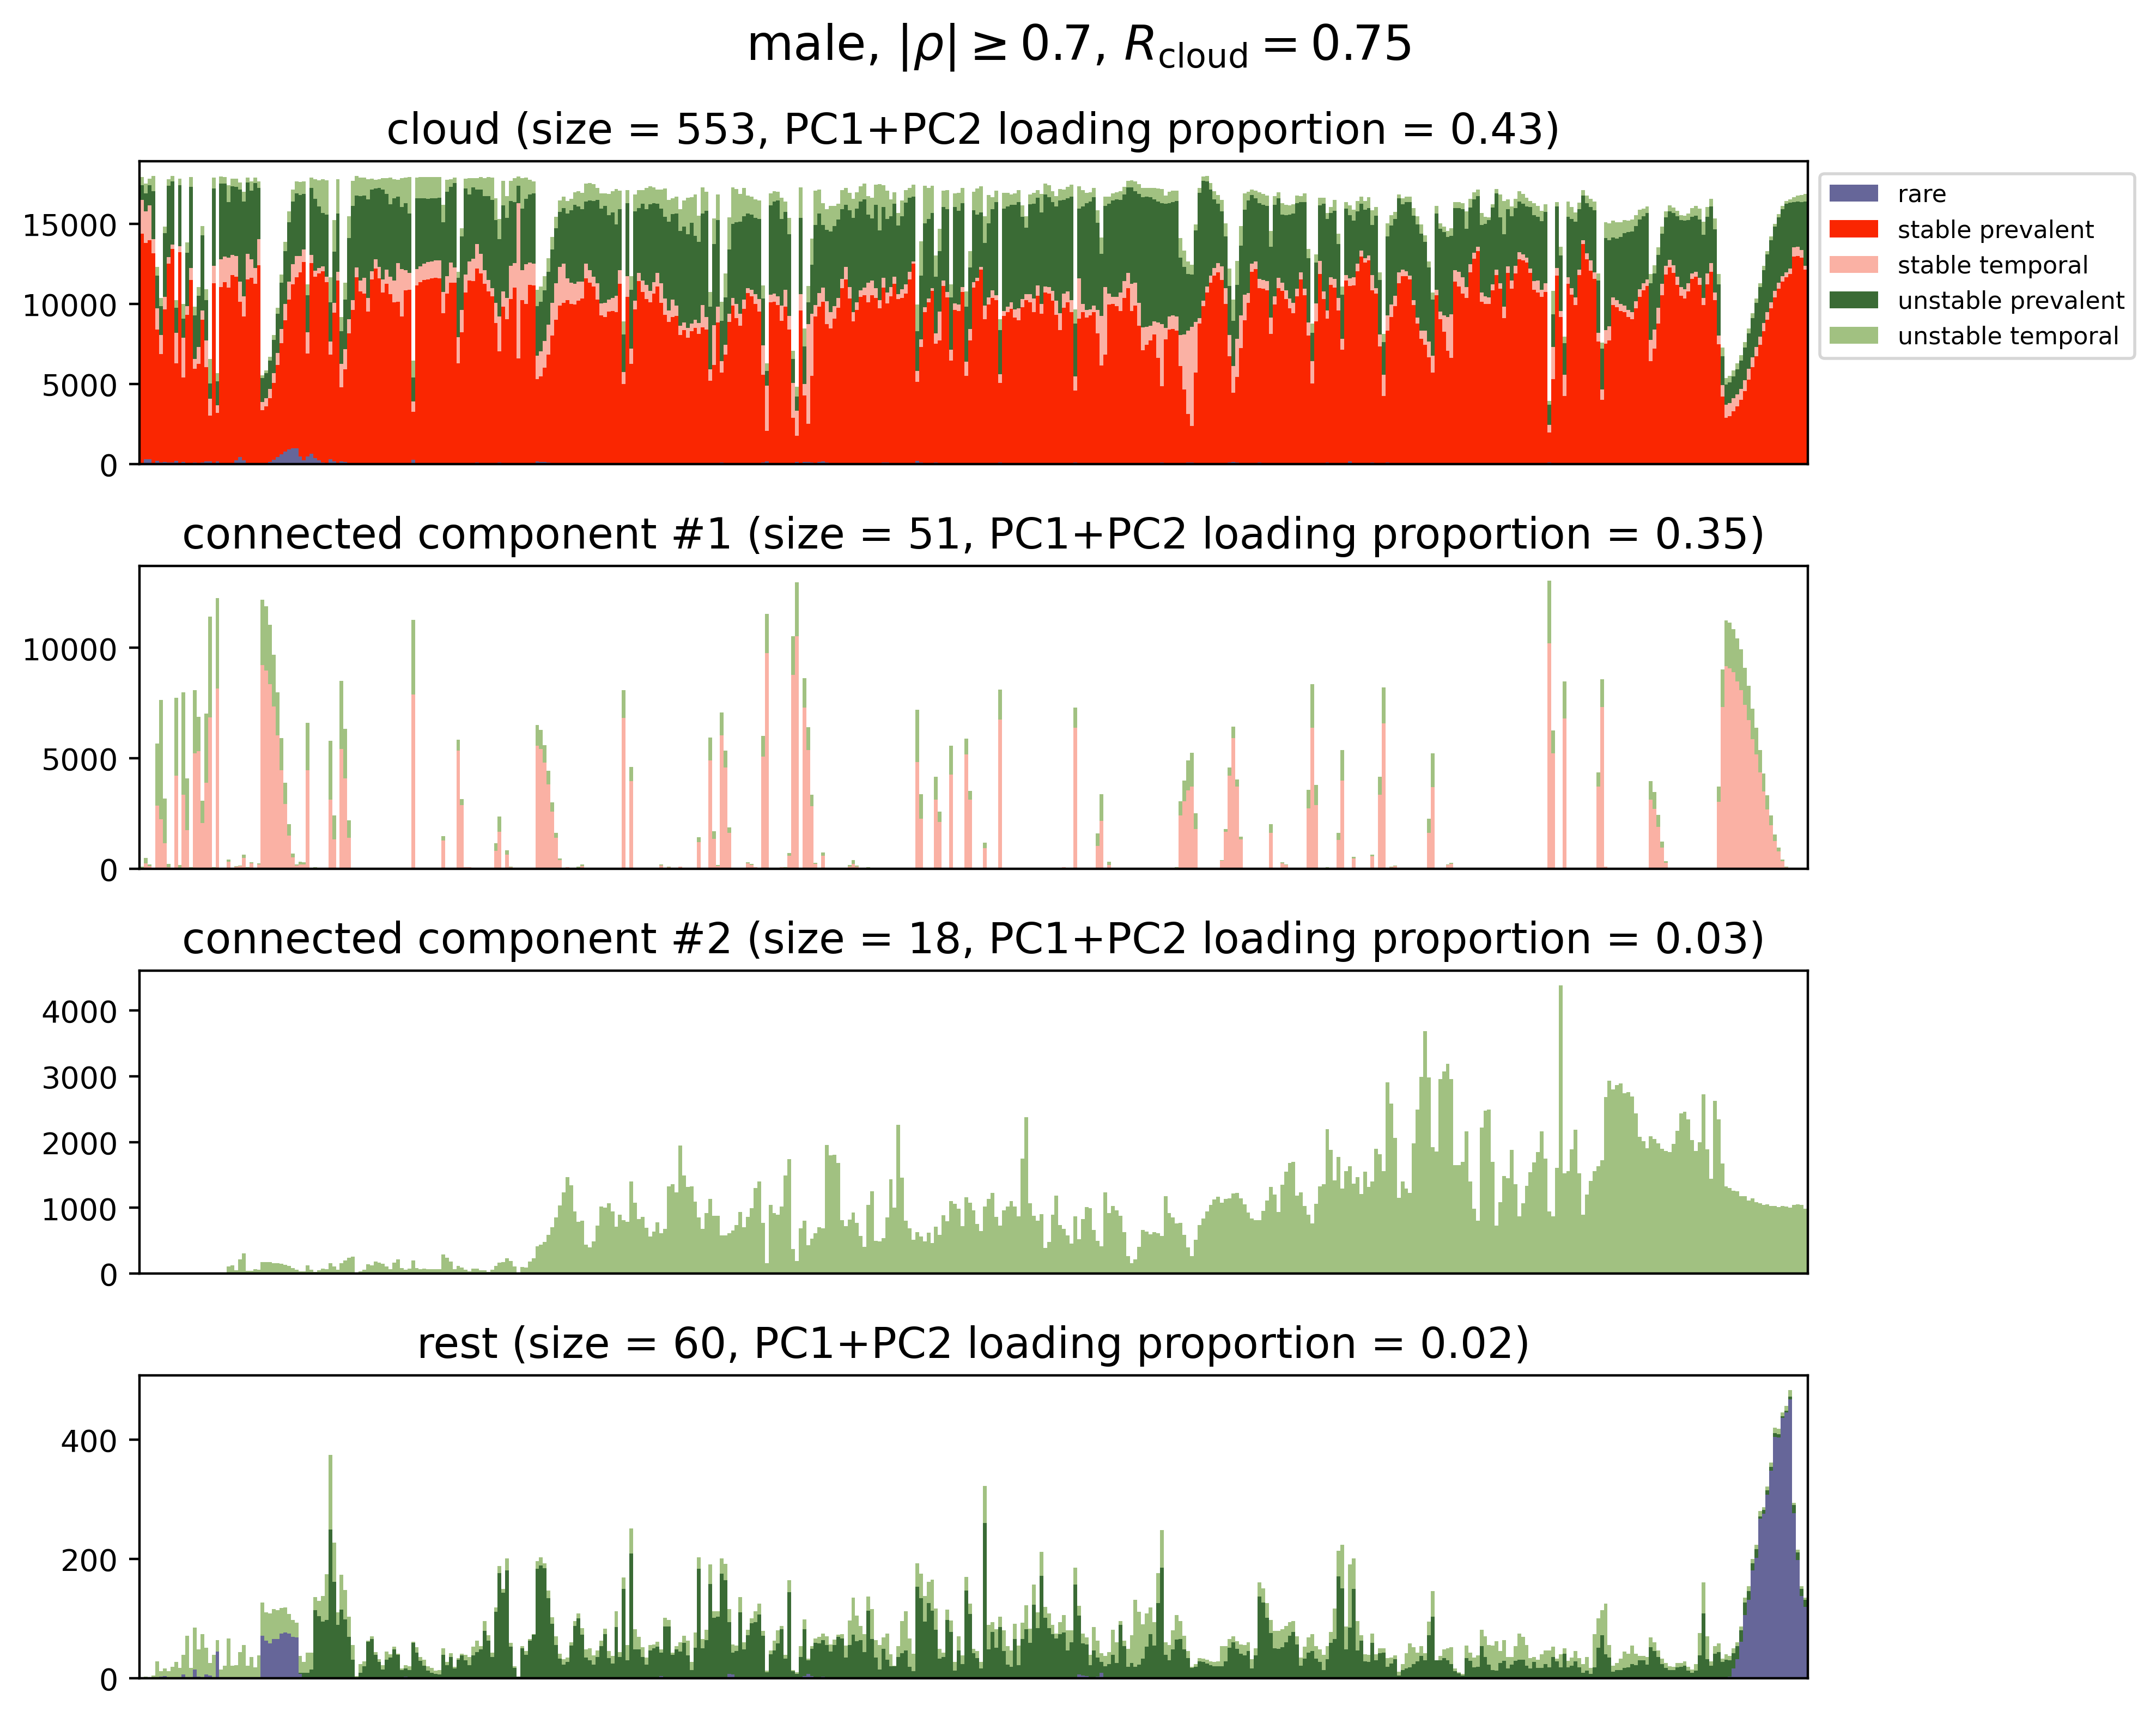 male, |ρ| ≥ 0.7, R_cloud = 0.75
cloud (size = 553, PC1+PC2 loading proportion = 0.43)
15000
10000
5000
0
rare
stable prevalent
stable temporal
unstable prevalent
unstable temporal
connected component #1 (size = 51, PC1+PC2 loading proportion = 0.35)
10000
5000
0
connected component #2 (size = 18, PC1+PC2 loading proportion = 0.03)
4000
3000
2000
1000
0
rest (size = 60, PC1+PC2 loading proportion = 0.02)
400
200
0